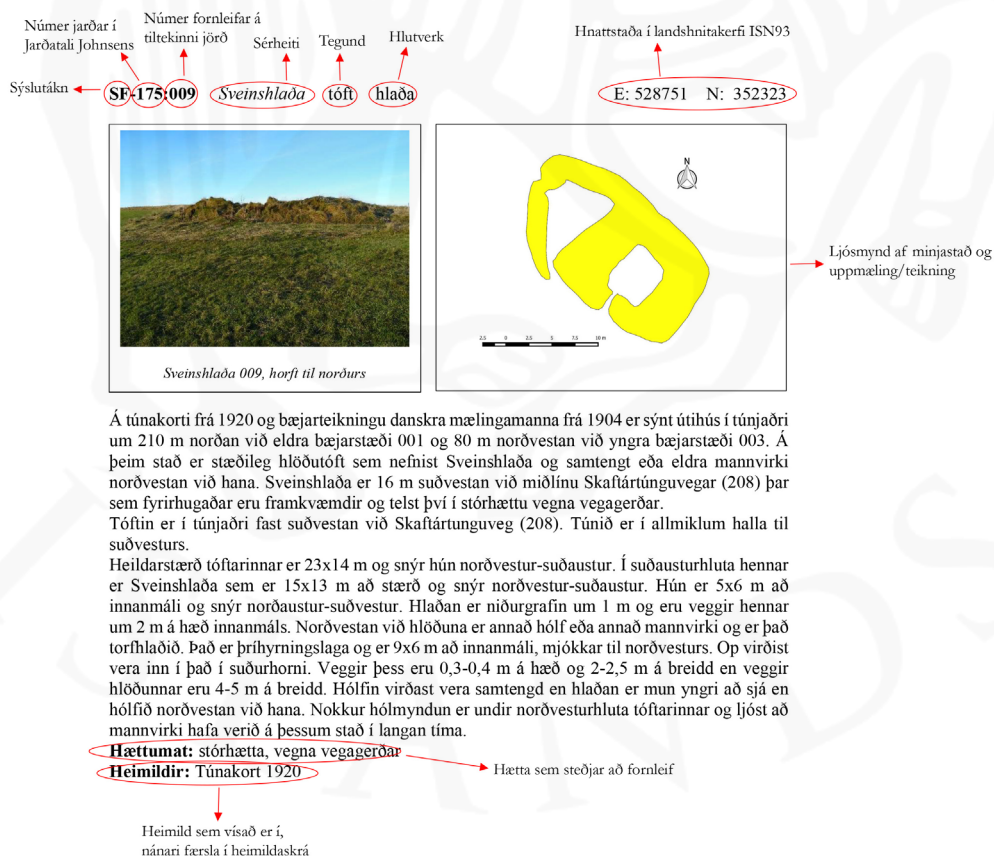 Númer jarðar í
Jarðatali Johnsens
Númer fornleifar á
tiltekinni jörð
Sérheiti
Tegund
Hlutverk
Hnattstaða í landshnitakerfi ISN93
Sýslutákn
SF-175:009 Sveinshlaða tóft hlaða E: 528751 N: 352323
N
2,5 0 2,5 5 7,5 10 m
Ljósmynd af minjastað og
uppmæling/teikning
Sveinshlaða 009, horft til norðurs
Á túnakorti frá 1920 og bæjarteikningu danskra mælingamanna frá 1904 er sýnt útihús í túnjaðri
um 210 m norðan við eldra bæjarstæði 001 og 80 m norðvestan við yngra bæjarstæði 003. Á
þeim stað er stæðileg hlöðutóft sem nefnist Sveinshlaða og samtengt eða eldra mannvirki
norðvestan við hana. Sveinshlaða er 16 m suðvestan við miðlínu Skaftártúnguvegar (208) þar
sem fyrirhugaðar eru framkvæmdir og telst því í stórhættu vegna vegagerðar.
Tóftin er í túnjaðri fast suðvestan við Skaftártunguveg (208). Túnið er í allmiklum halla til
suðvesturs.
Heildarstærð tóftarinnar er 23x14 m og snýr hún norðvestur-suðaustur. Í suðausturhluta hennar
er Sveinshlaða sem er 15x13 m að stærð og snýr norðvestur-suðaustur. Hún er 5x6 m að
innanmáli og snýr norðaustur-suðvestur. Hlaðan er niðurgrafin um 1 m og eru veggir hennar
um 2 m á hæð innanmáls. Norðvestan við hlöðuna er annað hólf eða annað mannvirki og er það
torfhlaðið. Það er þríhyrningslaga og er 9x6 m að innanmáli, mjókkar til norðvesturs. Op virðist
vera inn í það í suðurhorni. Veggir þess eru 0,3-0,4 m á hæð og 2-2,5 m á breidd en veggir
hlöðunnar eru 4-5 m á breidd. Hólfin virðast vera samtengd en hlaðan er mun yngri að sjá en
hólfið norðvestan við hana. Nokkur hólmyndun er undir norðvesturhluta tóftarinnar og ljóst að
mannvirki hafa verið á þessum stað í langan tíma.
Hættumat: stórhætta, vegna vegagerðar
Hætta sem steðjar að fornleif
Heimildir: Túnakort 1920
Heimild sem vísað er í,
nánari færsla í heimildaskrá